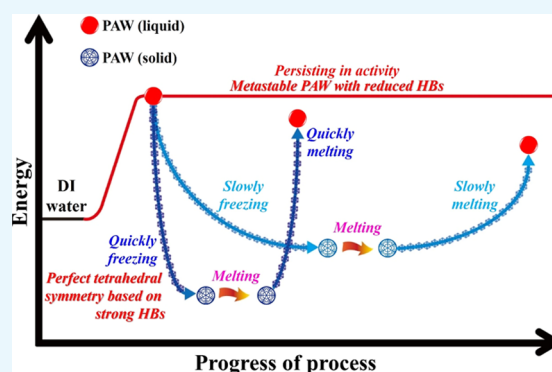 PAW (liquid)
PAW (solid)
Persisting in activity
Metastable PAW with reduced HBs
Quickly
melting
DI
water
Slowly
freezing
Slowly
melting
Quickly
freezing
Melting
Melting
Perfect tetrahedral
symmetry based on
strong HBs
Energy
Progress of process